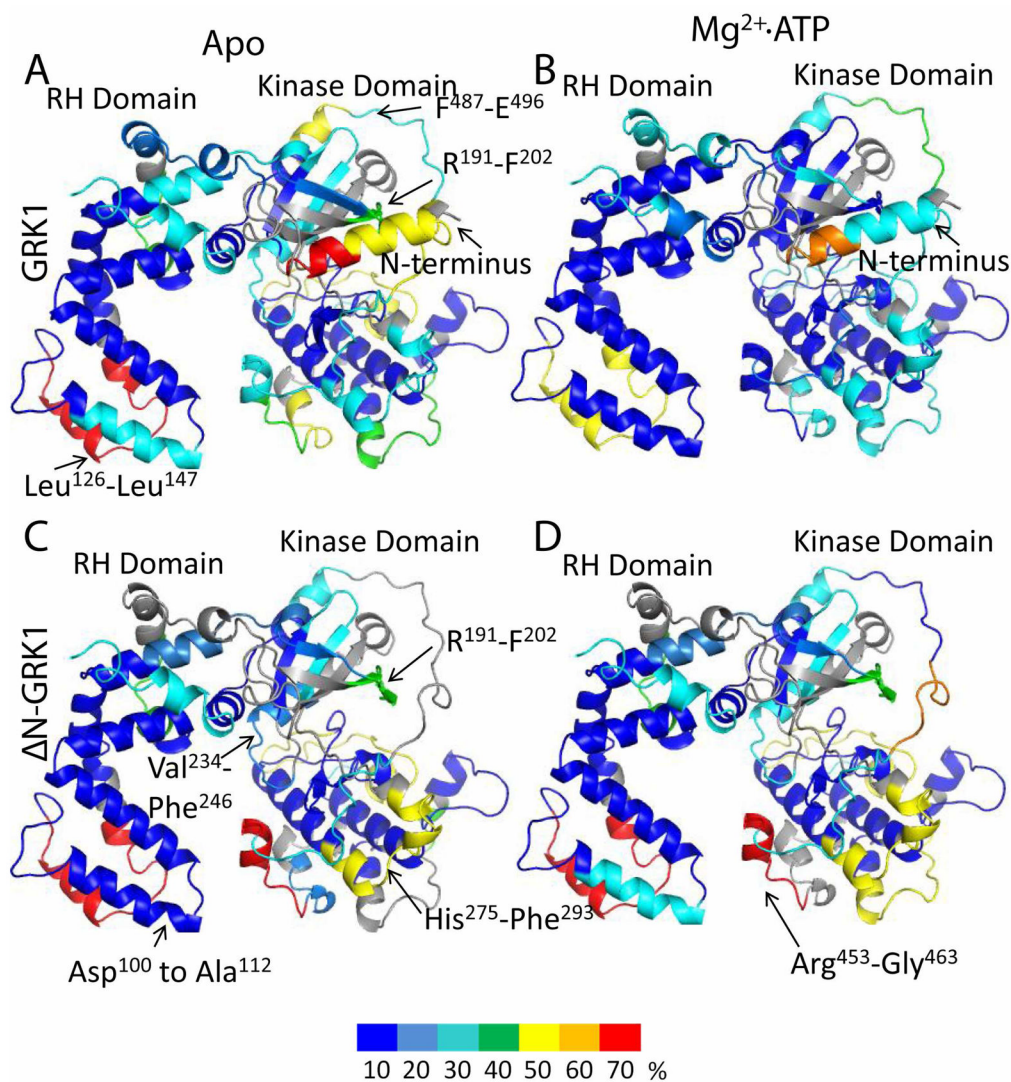 Apo
Mg²⁺·ATP
A
B
RH Domain
Kinase Domain
F⁴⁸⁷-E⁴⁹⁶
RH Domain
Kinase Domain
R¹⁹¹-F²⁰²
GRK1
N-terminus
N-terminus
Leu¹²⁶-Leu¹⁴⁷
C
D
RH Domain
Kinase Domain
RH Domain
Kinase Domain
R¹⁹¹-F²⁰²
ΔN-GRK1
Val²³⁴-
Phe²⁴⁶
His²⁷⁵-Phe²⁹³
Asp¹⁰⁰ to Ala¹¹²
Arg⁴⁵³-Gly⁴⁶³
10 20 30 40 50 60 70 %